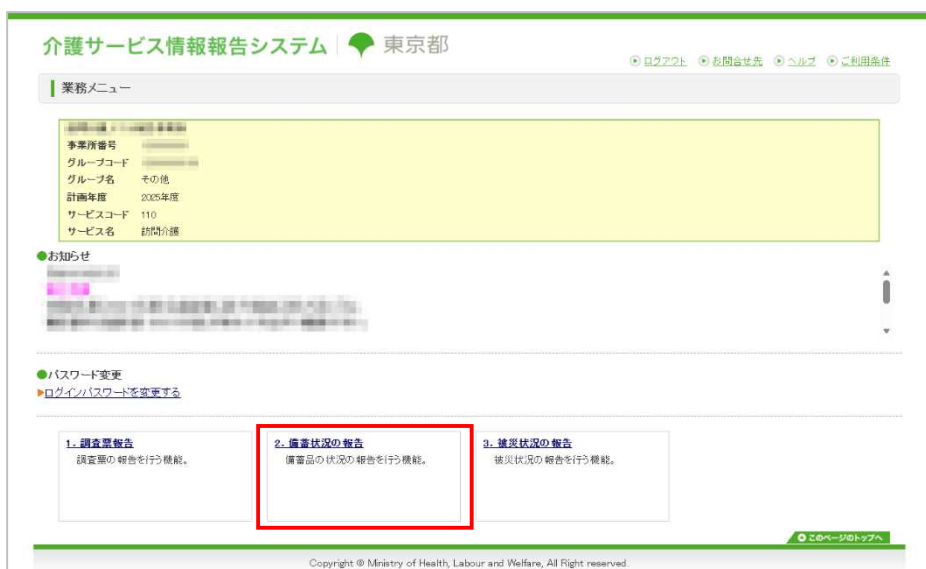 介護サービス情報報告システム 東京都
ログアウト お問合せ先 ヘルプ ご利用条件
業務メニュー
事業所番号
グループコード
グループ名 その他
計画年度 2025年度
サービスコード 110
サービス名 訪問介護
●お知らせ
●パスワード変更
▶ログインパスワードを変更する
1. 調査票報告
調査票の報告を行う機能。
2. 備蓄状況の報告
備蓄品の状況の報告を行う機能。
3. 被災状況の報告
被災状況の報告を行う機能。
このページのトップへ
Copyright © Ministry of Health, Labour and Welfare, All Right reserved.